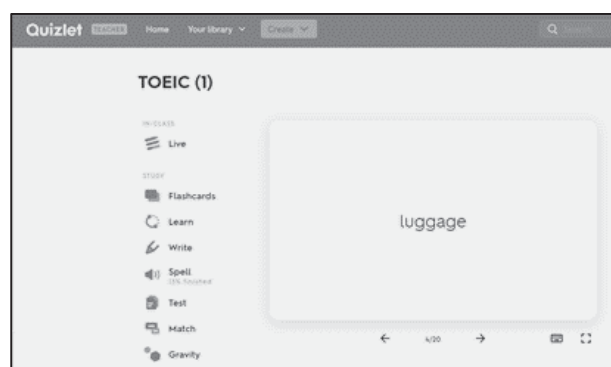 Quizlet TEACHER Home Your library Create
TOEIC (1)
IN-CLASS
Live
STUDY
Flashcards
Learn
Write
Spell
Test
Match
Gravity
luggage
4/20